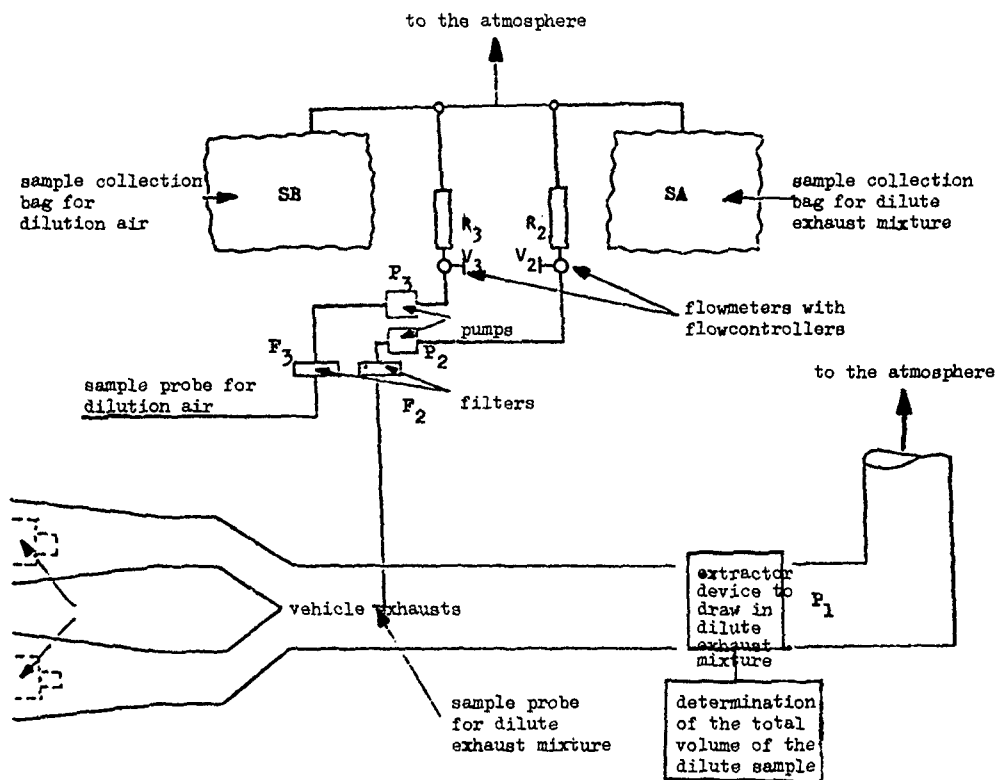 to the atmosphere
sample collection
bag for
dilution air
SB
SA
sample collection
bag for dilute
exhaust mixture
R3
R2
V3
V2
P3
flowmeters with
flowcontrollers
pumps
P2
F3
sample probe for
dilution air
filters
F2
to the atmosphere
vehicle exhausts
extractor
device to
draw in
dilute
exhaust
mixture
P1
sample probe
for dilute
exhaust mixture
determination
of the total
volume of the
dilute sample